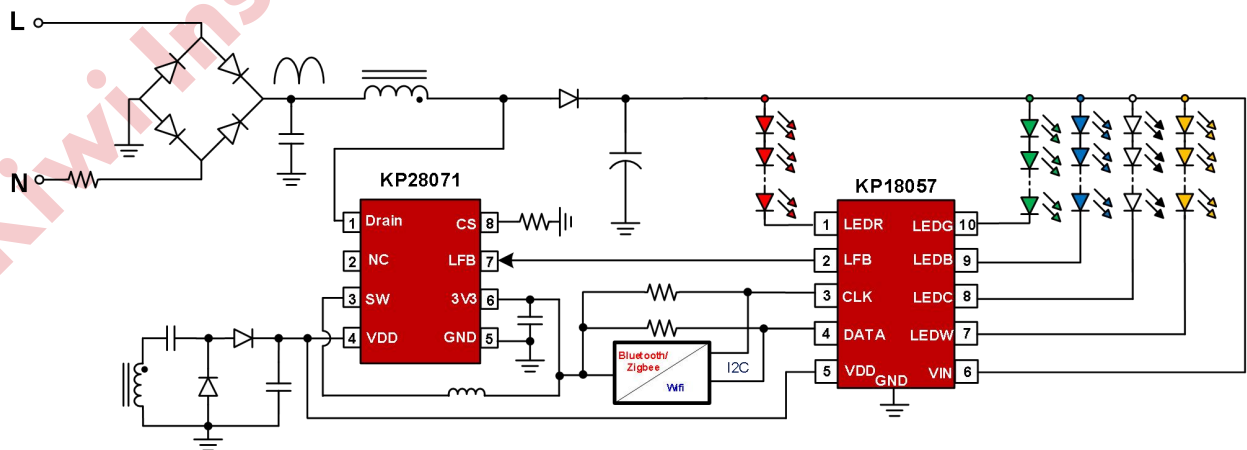 L
N
Kiwi Ins
KP28071
1 Drain
2 NC
3 SW
4 VDD
CS 8
LFB 7
3V3 6
GND 5
Bluetooth/
Zigbee
Wifi
I2C
KP18057
1 LEDR
2 LFB
3 CLK
4 DATA
5 VDD
GND
LEDG 10
LEDB 9
LEDC 8
LEDW 7
VIN 6